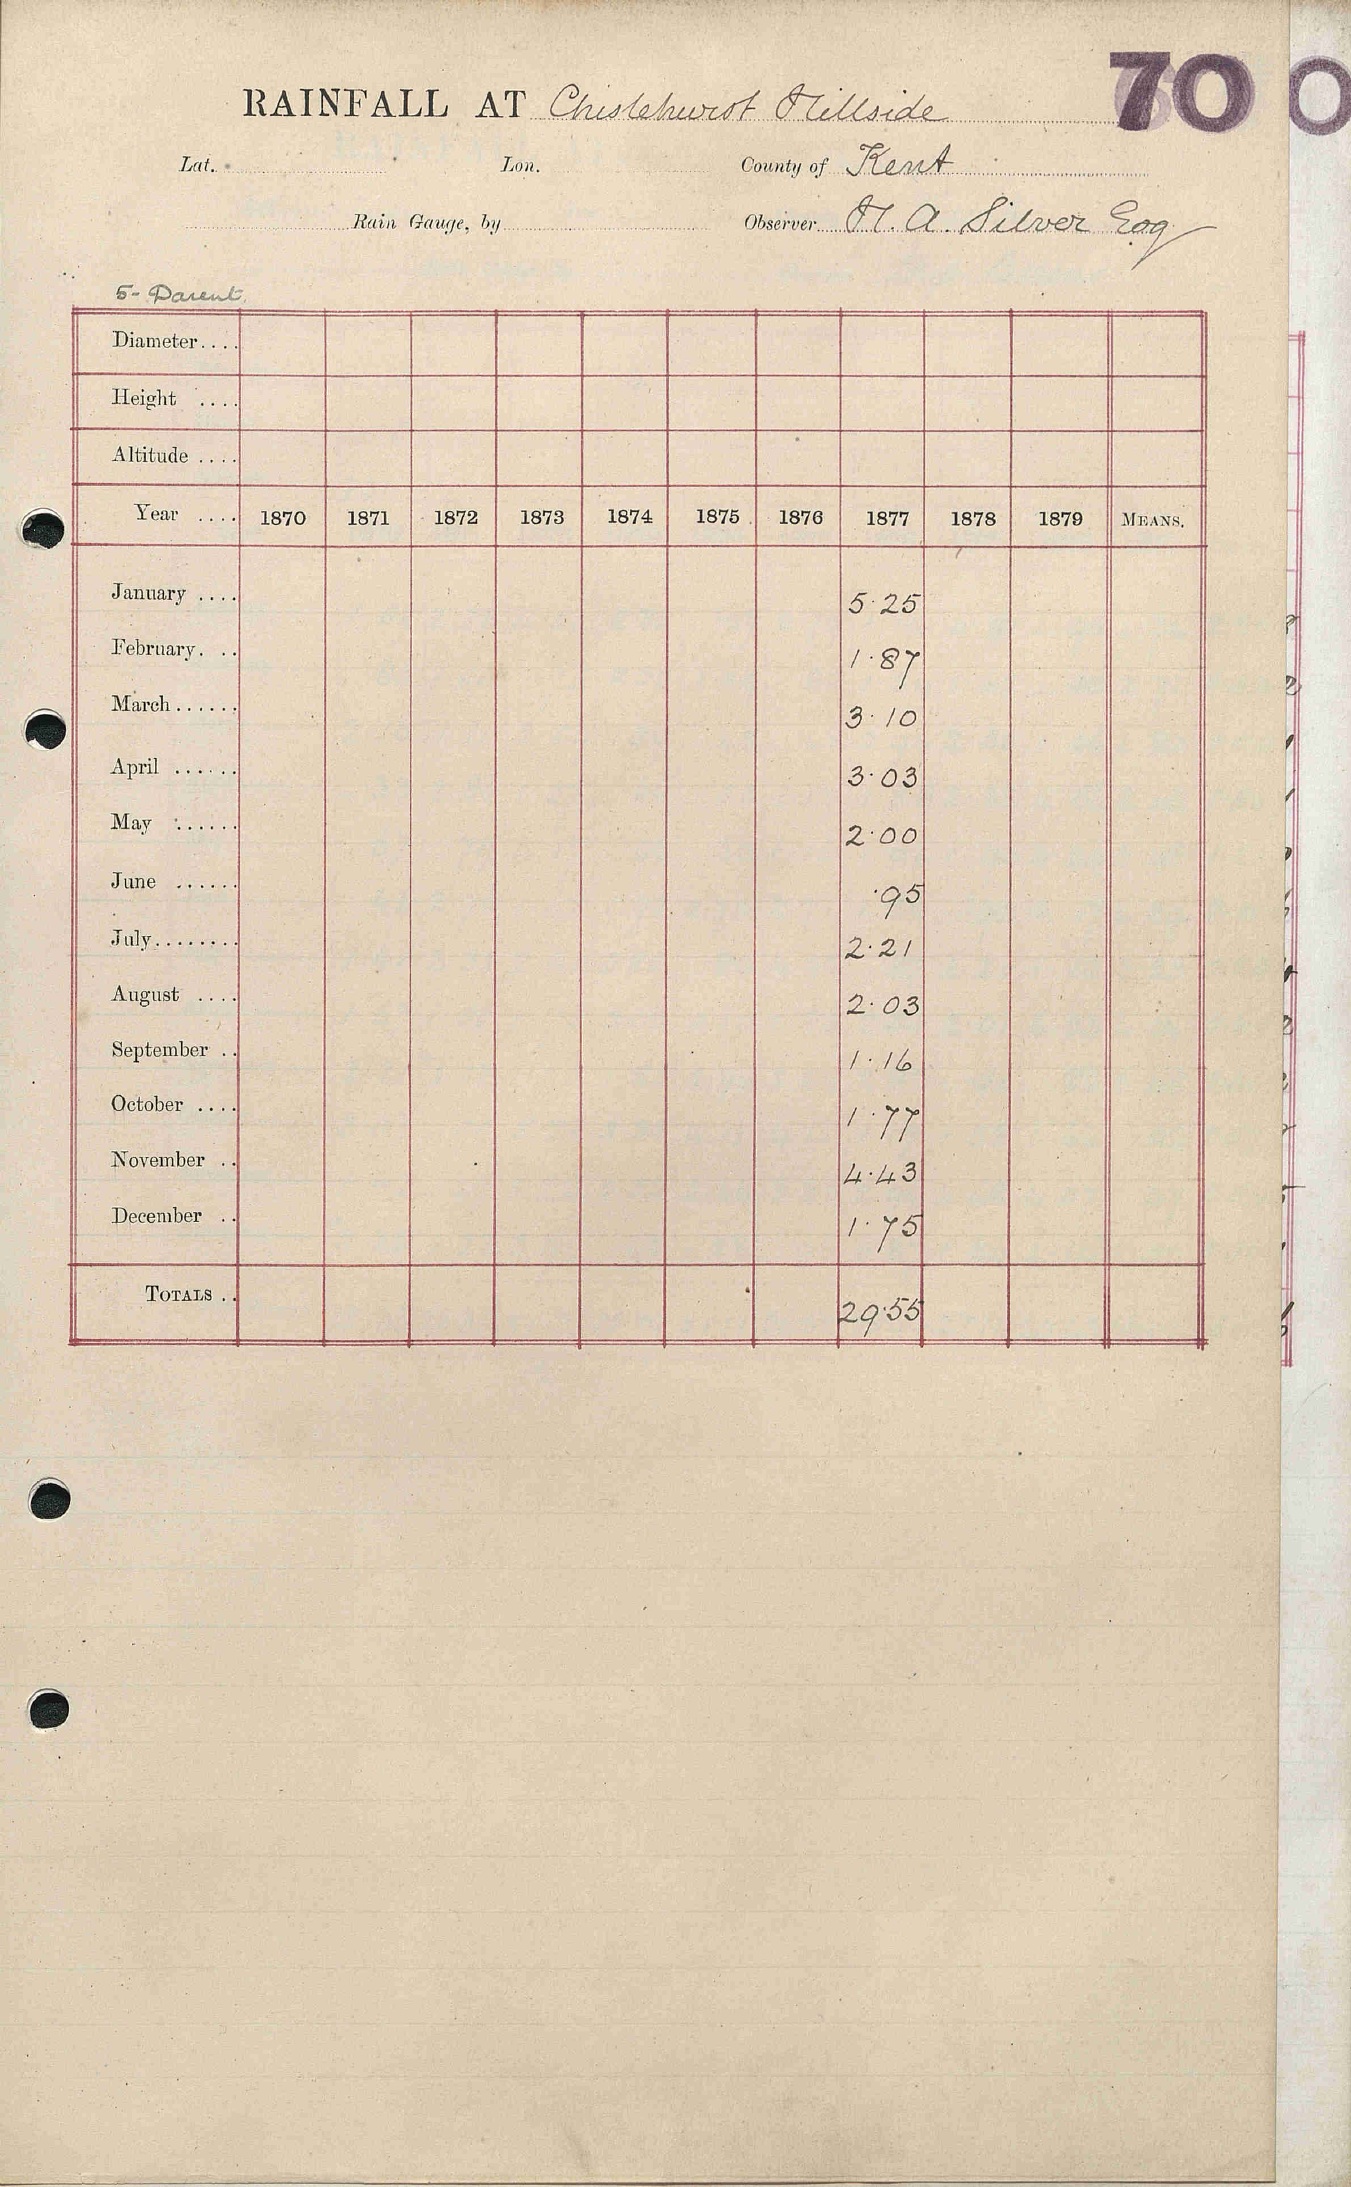 70 0
RAINFALL AT Chislehurst Hillside
Lat. Lon. County of Kent
Rain Gauge, by Observer H. A. Silver Esq
5- Parent
Diameter....
Height ....
Altitude ....
Year .... 1870 1871 1872 1873 1874 1875 1876 1877 1878 1879 MEANS.
January .... 5.25
February. .. 1.87
March...... 3.10
April ...... 3.03
May ...... 2.00
June ...... .95
July........ 2.21
August .... 2.03
September .. 1.16
October .... 1.77
November .. 4.43
December .. 1.75
TOTALS .. 29.55